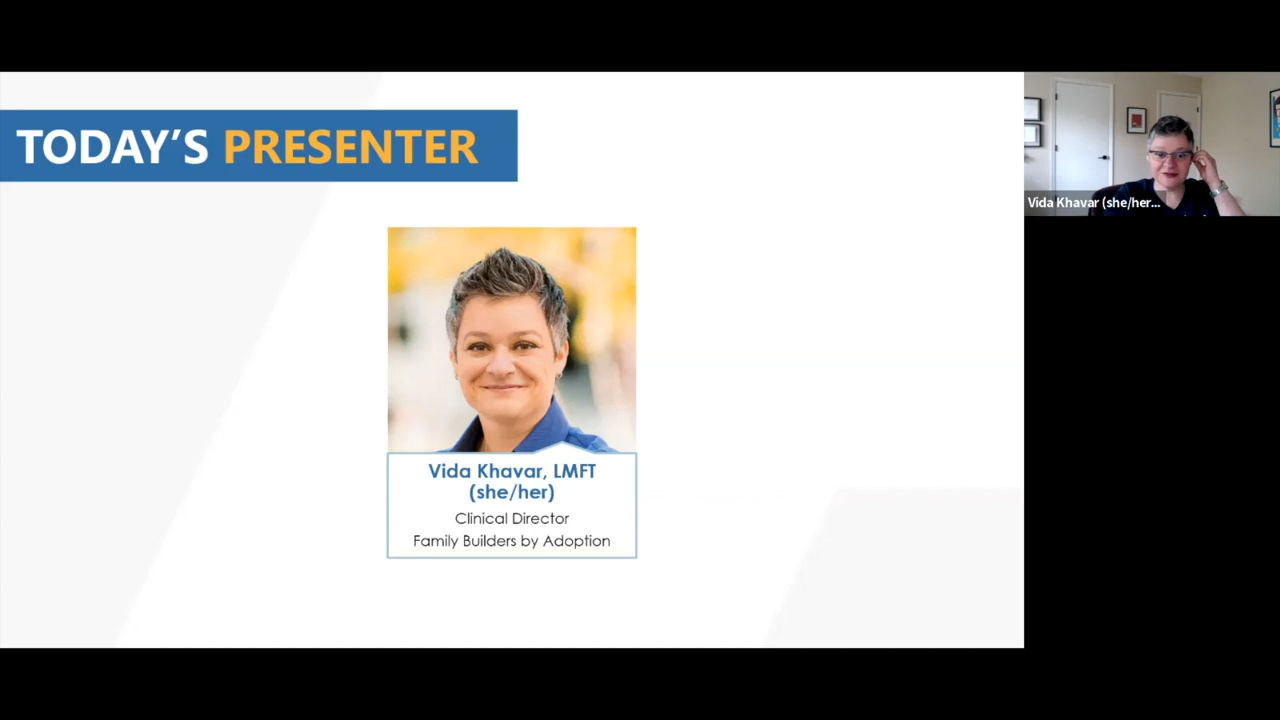 TODAY'S PRESENTER
Vida Khavar (she/her...
Vida Khavar, LMFT
(she/her)
Clinical Director
Family Builders by Adoption